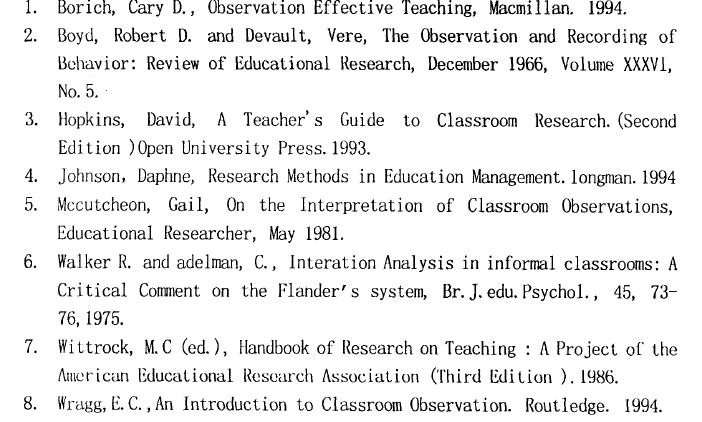 1. Borich, Cary D., Observation Effective Teaching, Macmillan. 1994.
2. Boyd, Robert D. and Devault, Vere, The Observation and Recording of
Behavior: Review of Educational Research, December 1966, Volume XXXVI,
No. 5.
3. Hopkins, David, A Teacher's Guide to Classroom Research. (Second
Edition )Open University Press. 1993.
4. Johnson, Daphne, Research Methods in Education Management. longman. 1994
5. Mccutcheon, Gail, On the Interpretation of Classroom Observations,
Educational Researcher, May 1981.
6. Walker R. and adelman, C., Interation Analysis in informal classrooms: A
Critical Comment on the Flander's system, Br. J. edu. Psychol., 45, 73-
76, 1975.
7. Wittrock, M.C (ed.), Handbook of Research on Teaching : A Project of the
American Educational Research Association (Third Edition ). 1986.
8. Wragg, E.C., An Introduction to Classroom Observation. Routledge. 1994.